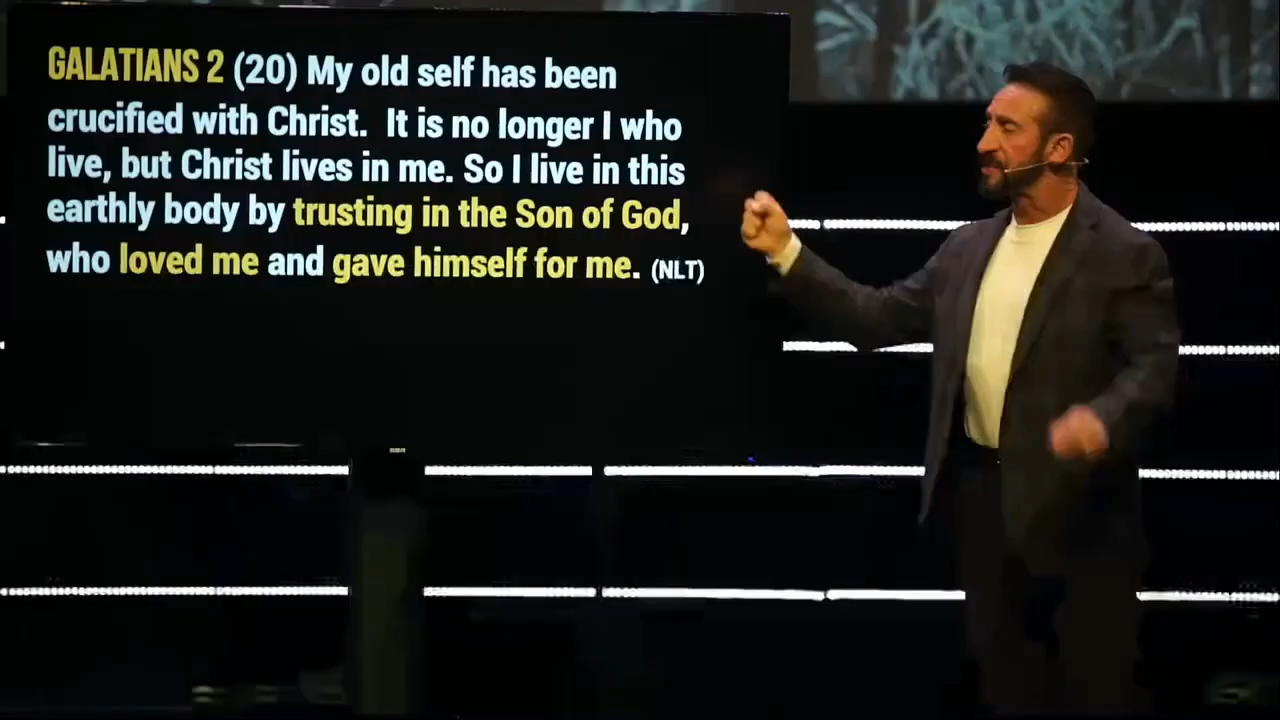 GALATIANS 2 (20) My old self has been
crucified with Christ.  It is no longer I who
live, but Christ lives in me. So I live in this
earthly body by trusting in the Son of God,
who loved me and gave himself for me. (NLT)